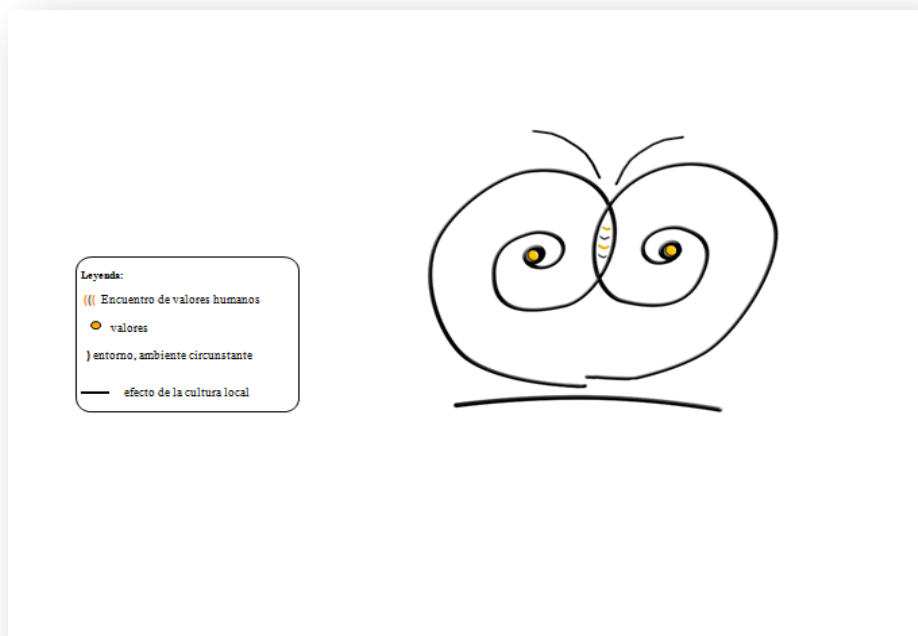 Leyenda:
((( Encuentro de valores humanos
valores
) entorno, ambiente circunstante
efecto de la cultura local